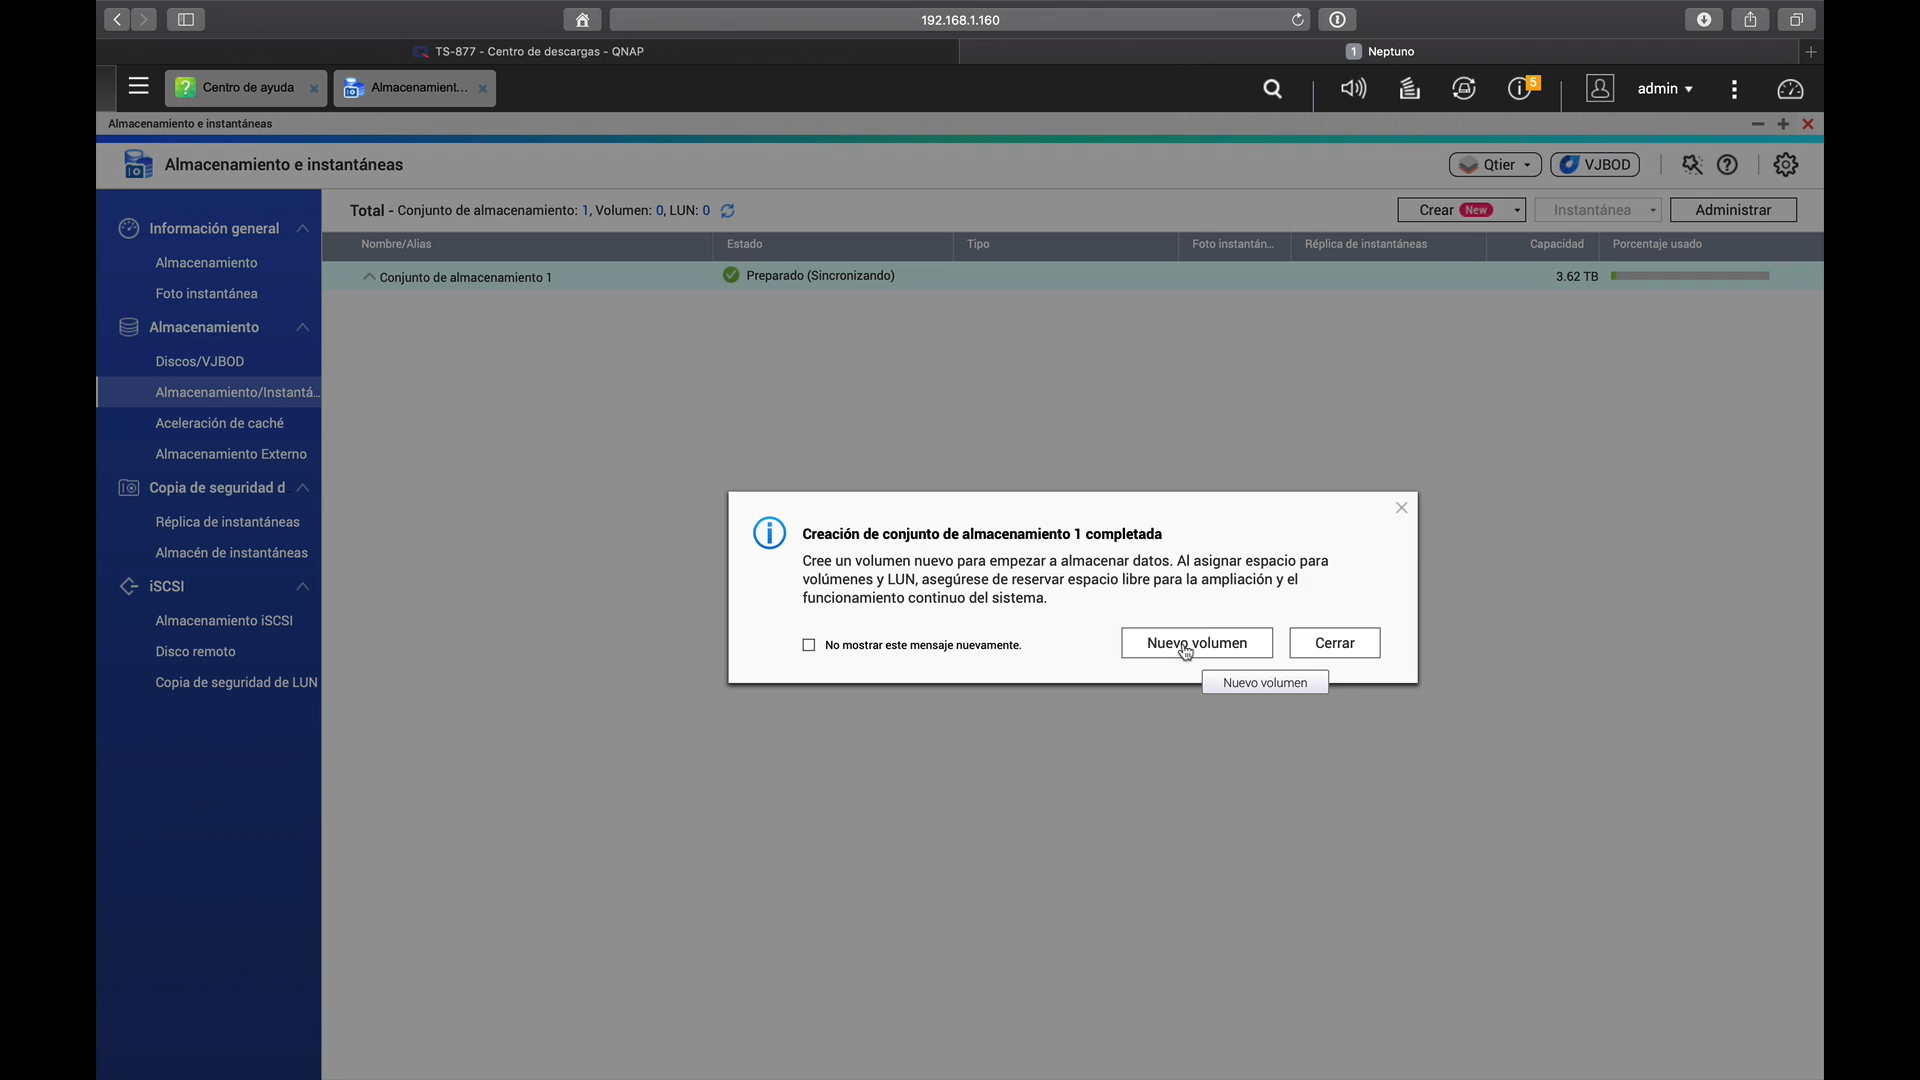 192.168.1.160
TS-877 - Centro de descargas - QNAP
1 Neptuno
Centro de ayuda
Almacenamient...
5
admin
Almacenamiento e instantáneas
Almacenamiento e instantáneas
Qtier
VJBOD
Información general
Almacenamiento
Foto instantánea
Almacenamiento
Discos/VJBOD
Almacenamiento/Instantá...
Aceleración de caché
Almacenamiento Externo
Copia de seguridad d
Réplica de instantáneas
Almacén de instantáneas
iSCSI
Almacenamiento iSCSI
Disco remoto
Copia de seguridad de LUN
Total - Conjunto de almacenamiento: 1, Volumen: 0, LUN: 0
Crear New
Instantánea
Administrar
Nombre/Alias Estado Tipo Foto instantán... Réplica de instantáneas Capacidad Porcentaje usado
Conjunto de almacenamiento 1 Preparado (Sincronizando) 3.62 TB
Creación de conjunto de almacenamiento 1 completada
Cree un volumen nuevo para empezar a almacenar datos. Al asignar espacio para
volúmenes y LUN, asegúrese de reservar espacio libre para la ampliación y el
funcionamiento continuo del sistema.
No mostrar este mensaje nuevamente.
Nuevo volumen
Cerrar
Nuevo volumen